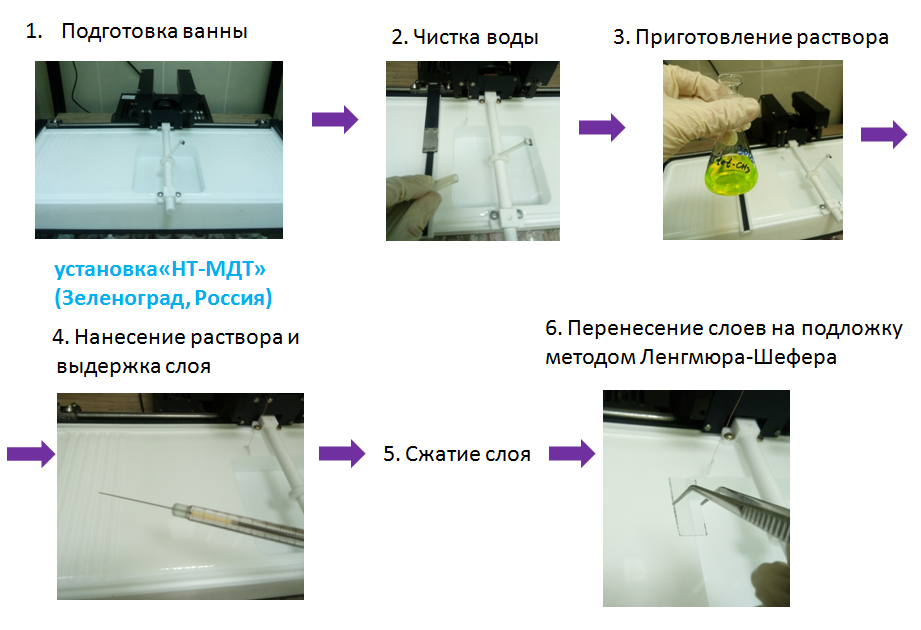 1. Подготовка ванны
2. Чистка воды
3. Приготовление раствора
установка«НТ-МДТ»
(Зеленоград, Россия)
4. Нанесение раствора и
выдержка слоя
5. Сжатие слоя
6. Перенесение слоев на подложку
методом Ленгмюра-Шефера